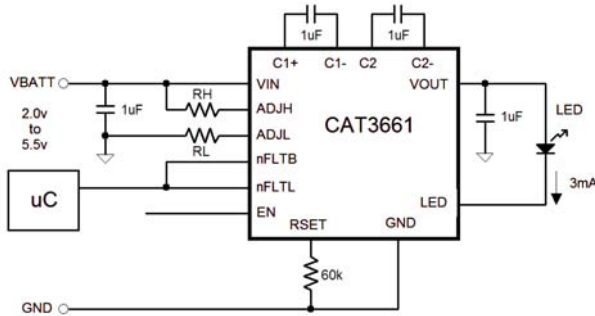 1uF 1uF
C1+ C1- C2 C2-
VBATT VIN VOUT
RH
1uF ADJH 1uF LED
2.0v
to
5.5v
ADJL CAT3661
RL
nFLTB
uC nFLTL 3mA
EN LED
RSET GND
60k
GND